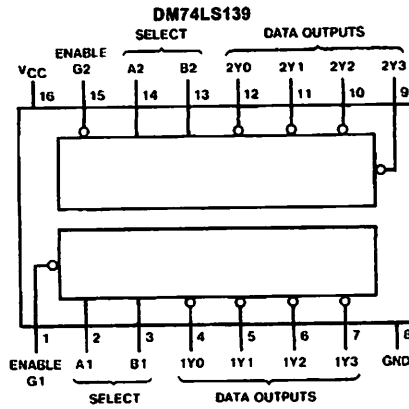 DM74LS139
SELECT DATA OUTPUTS
ENABLE
VCC G2 A2 B2 2Y0 2Y1 2Y2 2Y3
16 15 14 13 12 11 10 9
1 2 3 4 5 6 7 8
ENABLE A1 B1 1Y0 1Y1 1Y2 1Y3 GND
G1
SELECT DATA OUTPUTS